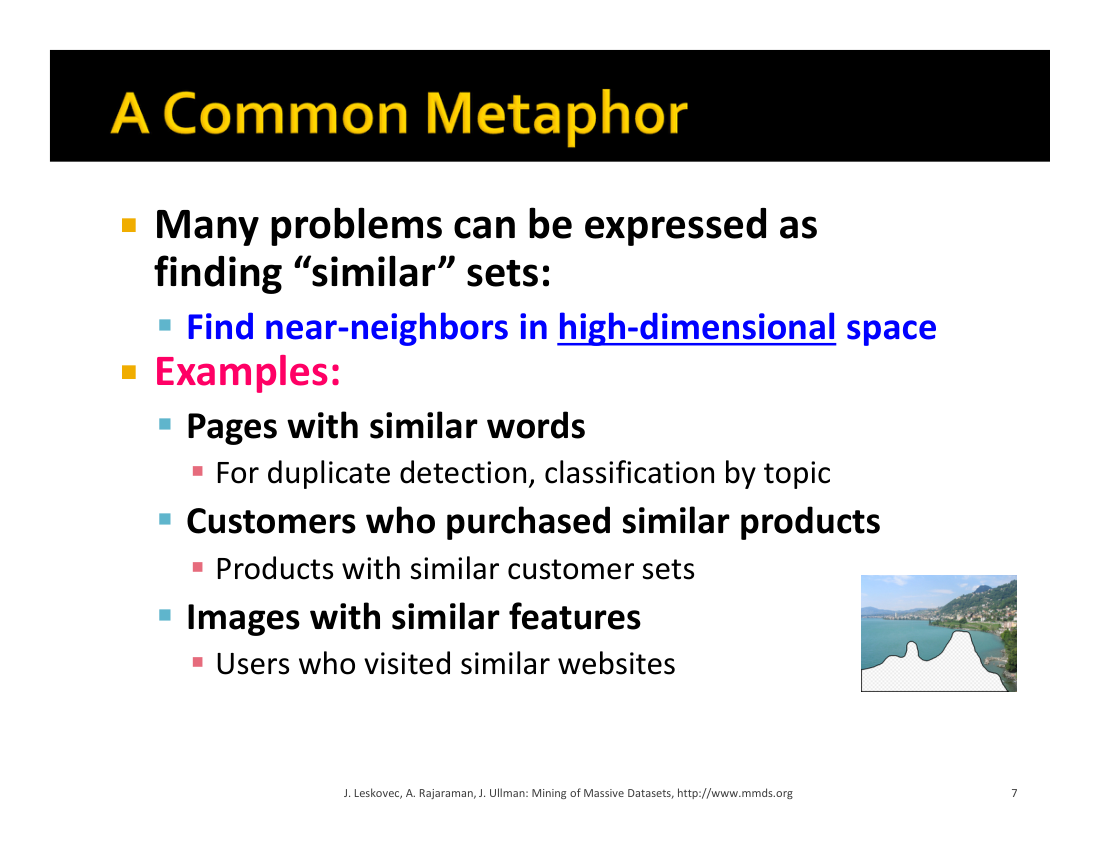 A Common Metaphor
Many problems can be expressed as
finding “similar” sets:
Find near-neighbors in high-dimensional space
Examples:
Pages with similar words
For duplicate detection, classification by topic
Customers who purchased similar products
Products with similar customer sets
Images with similar features
Users who visited similar websites
J. Leskovec, A. Rajaraman, J. Ullman: Mining of Massive Datasets, http://www.mmds.org
7